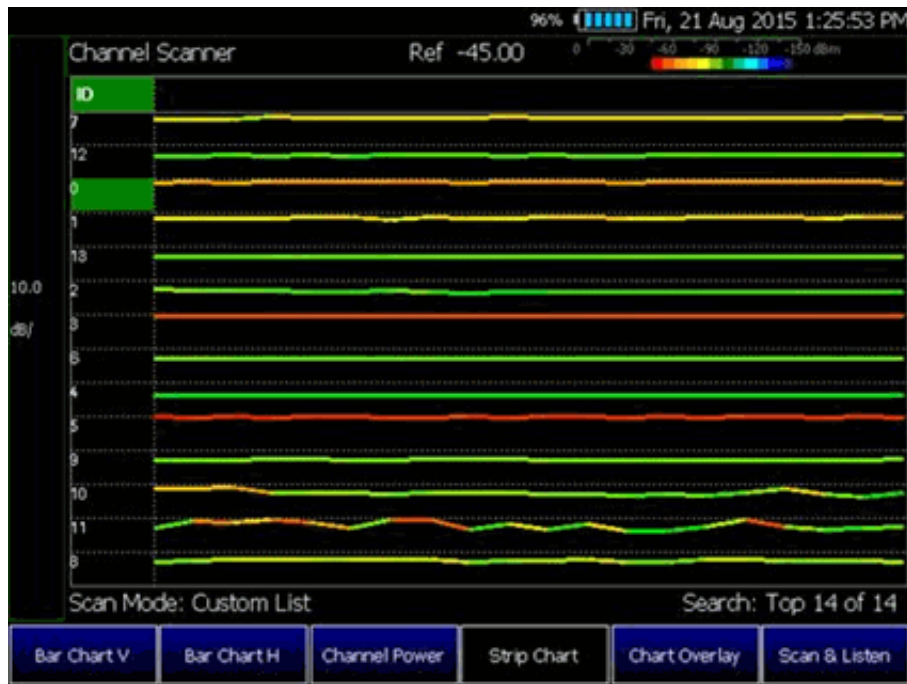 96% Fri, 21 Aug 2015 1:25:53 PM
Channel Scanner Ref -45.00 0 -30 -60 -90 -120 -150 dBm
ID
7
12
0
1
13
10.0
2
dB/
3
6
4
5
9
10
11
8
Scan Mode: Custom List Search: Top 14 of 14
Bar Chart V Bar Chart H Channel Power Strip Chart Chart Overlay Scan & Listen